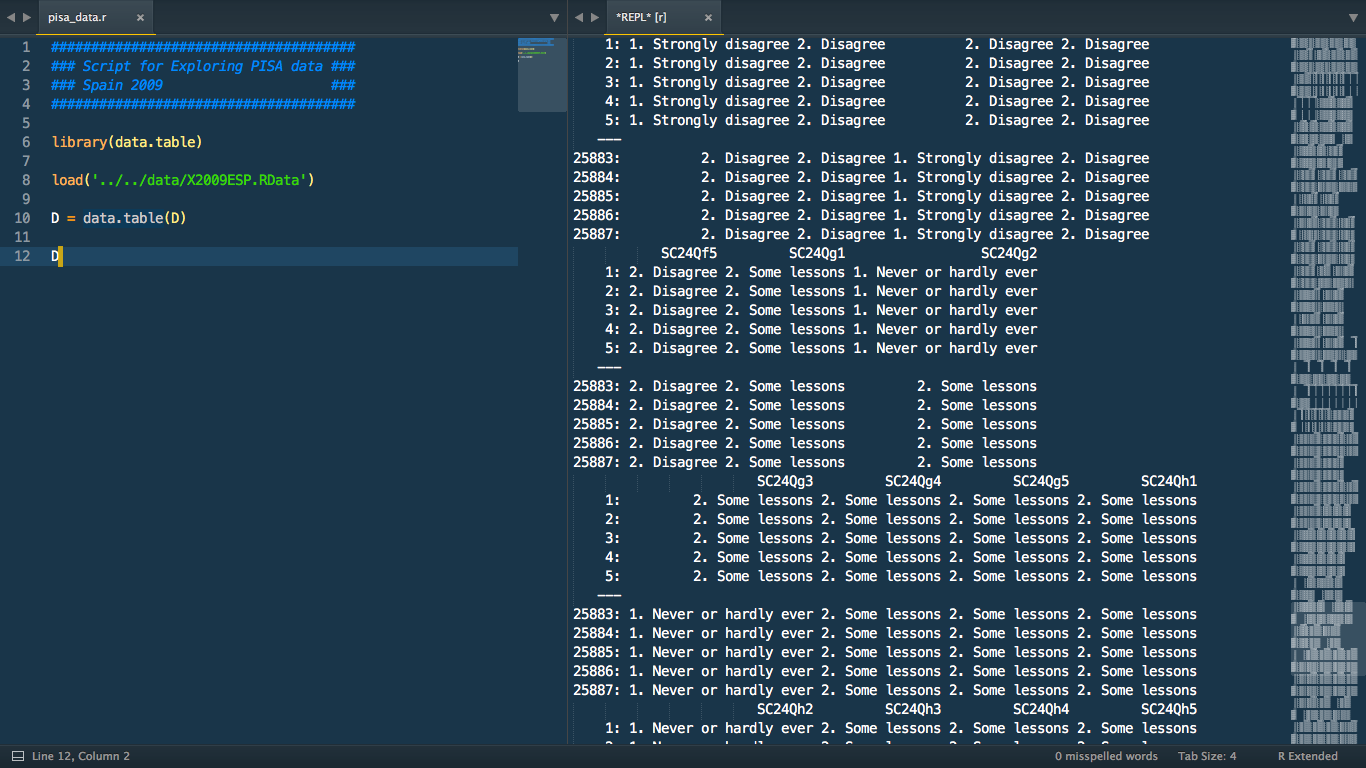 pisa_data.r ×
1 ######################################
2 ### Script for Exploring PISA data ###
3 ### Spain 2009                     ###
4 ######################################
5
6 library(data.table)
7
8 load('../../data/X2009ESP.RData')
9
10 D = data.table(D)
11
12 D
*REPL* [r] ×
1: 1. Strongly disagree 2. Disagree          2. Disagree 2. Disagree
2: 1. Strongly disagree 2. Disagree          2. Disagree 2. Disagree
3: 1. Strongly disagree 2. Disagree          2. Disagree 2. Disagree
4: 1. Strongly disagree 2. Disagree          2. Disagree 2. Disagree
5: 1. Strongly disagree 2. Disagree          2. Disagree 2. Disagree
---
25883:          2. Disagree 2. Disagree 1. Strongly disagree 2. Disagree
25884:          2. Disagree 2. Disagree 1. Strongly disagree 2. Disagree
25885:          2. Disagree 2. Disagree 1. Strongly disagree 2. Disagree
25886:          2. Disagree 2. Disagree 1. Strongly disagree 2. Disagree
25887:          2. Disagree 2. Disagree 1. Strongly disagree 2. Disagree
SC24Qf5         SC24Qg1                 SC24Qg2
1: 2. Disagree 2. Some lessons 1. Never or hardly ever
2: 2. Disagree 2. Some lessons 1. Never or hardly ever
3: 2. Disagree 2. Some lessons 1. Never or hardly ever
4: 2. Disagree 2. Some lessons 1. Never or hardly ever
5: 2. Disagree 2. Some lessons 1. Never or hardly ever
---
25883: 2. Disagree 2. Some lessons         2. Some lessons
25884: 2. Disagree 2. Some lessons         2. Some lessons
25885: 2. Disagree 2. Some lessons         2. Some lessons
25886: 2. Disagree 2. Some lessons         2. Some lessons
25887: 2. Disagree 2. Some lessons         2. Some lessons
SC24Qg3         SC24Qg4         SC24Qg5         SC24Qh1
1:         2. Some lessons 2. Some lessons 2. Some lessons 2. Some lessons
2:         2. Some lessons 2. Some lessons 2. Some lessons 2. Some lessons
3:         2. Some lessons 2. Some lessons 2. Some lessons 2. Some lessons
4:         2. Some lessons 2. Some lessons 2. Some lessons 2. Some lessons
5:         2. Some lessons 2. Some lessons 2. Some lessons 2. Some lessons
---
25883: 1. Never or hardly ever 2. Some lessons 2. Some lessons 2. Some lessons
25884: 1. Never or hardly ever 2. Some lessons 2. Some lessons 2. Some lessons
25885: 1. Never or hardly ever 2. Some lessons 2. Some lessons 2. Some lessons
25886: 1. Never or hardly ever 2. Some lessons 2. Some lessons 2. Some lessons
25887: 1. Never or hardly ever 2. Some lessons 2. Some lessons 2. Some lessons
SC24Qh2         SC24Qh3         SC24Qh4         SC24Qh5
1: 1. Never or hardly ever 2. Some lessons 2. Some lessons 2. Some lessons
Line 12, Column 2
0 misspelled words
Tab Size: 4
R Extended